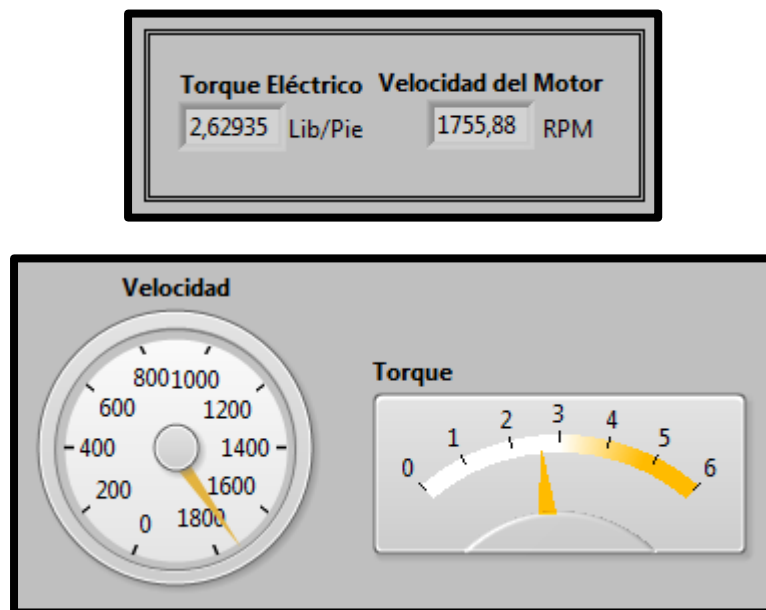 Torque Eléctrico Velocidad del Motor
2,62935 Lib/Pie 1755,88 RPM
Velocidad
0 200 400 600 800 1000 1200 1400 1600 1800
Torque
0 1 2 3 4 5 6